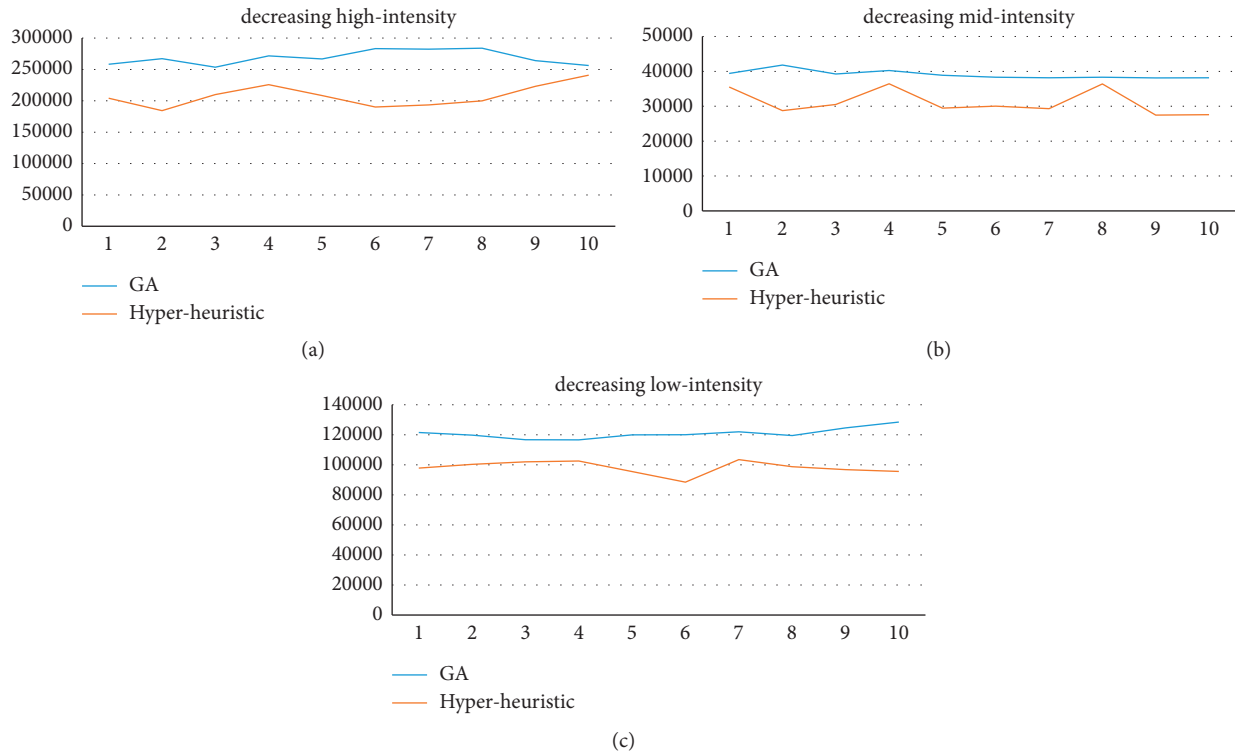 decreasing high-intensity
300000
250000
200000
150000
100000
50000
0
1 2 3 4 5 6 7 8 9 10
GA
Hyper-heuristic
(a)
decreasing mid-intensity
50000
40000
30000
20000
10000
0
1 2 3 4 5 6 7 8 9 10
GA
Hyper-heuristic
(b)
decreasing low-intensity
140000
120000
100000
80000
60000
40000
20000
0
1 2 3 4 5 6 7 8 9 10
GA
Hyper-heuristic
(c)